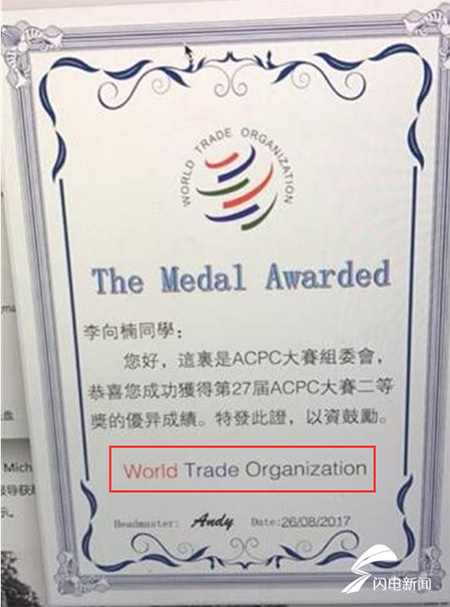 WORLD TRADE ORGANIZATION
The Medal Awarded
李向楠同學：
您好，這裏是ACPC大賽組委會，
恭喜您成功獲得第27届ACPC大賽二等
獎的優异成績。特發此證，以資鼓勵。
World Trade Organization
Headmaster: Andy Date:26/08/2017
Mich
闪电新闻